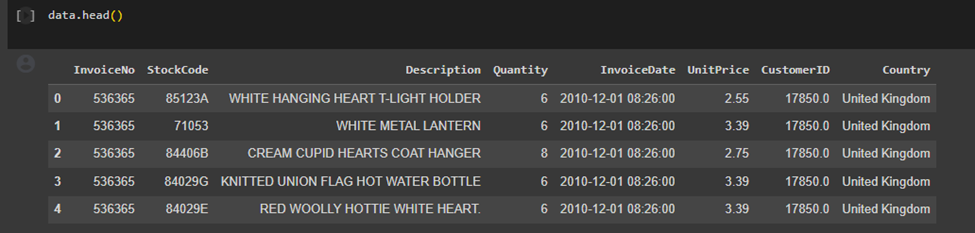 data.head()
InvoiceNo StockCode Description Quantity InvoiceDate UnitPrice CustomerID Country
0 536365 85123A WHITE HANGING HEART T-LIGHT HOLDER 6 2010-12-01 08:26:00 2.55 17850.0 United Kingdom
1 536365 71053 WHITE METAL LANTERN 6 2010-12-01 08:26:00 3.39 17850.0 United Kingdom
2 536365 84406B CREAM CUPID HEARTS COAT HANGER 8 2010-12-01 08:26:00 2.75 17850.0 United Kingdom
3 536365 84029G KNITTED UNION FLAG HOT WATER BOTTLE 6 2010-12-01 08:26:00 3.39 17850.0 United Kingdom
4 536365 84029E RED WOOLLY HOTTIE WHITE HEART. 6 2010-12-01 08:26:00 3.39 17850.0 United Kingdom